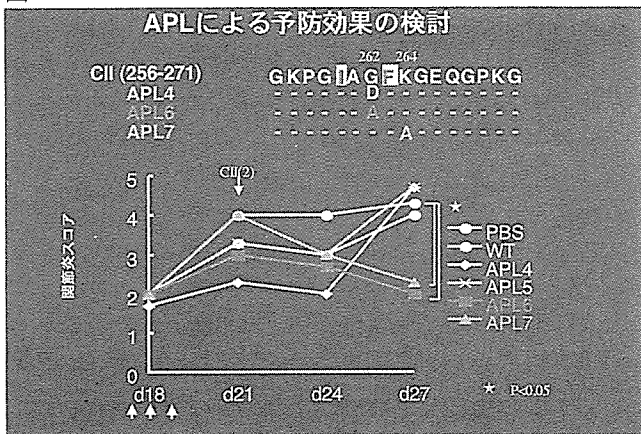 APLによる予防効果の検討
262 264
CII (256-271) GKPGIAGFKGEQGPKG
APL4 - - - - - - D - - - - - - - - -
APL6 - - - - - - A - - - - - - - - -
APL7 - - - - - - - - A - - - - - - -
関節炎スコア
5
4
3
2
1
0
CII(2)
d18 d21 d24 d27
★
PBS
WT
APL4
APL5
APL6
APL7
★ P<0.05